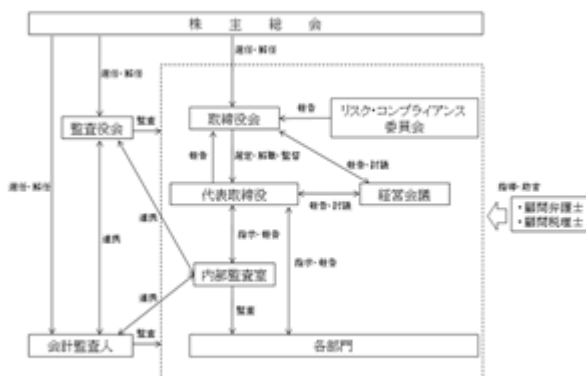 株主総会
選任・解任
選任・解任
監査役会
監査
取締役会
報告
リスク・コンプライアンス
委員会
報告
選定・解職・監督
報告・討議
選任・解任
代表取締役
報告・討議
経営会議
指導・助言
・顧問弁護士
・顧問税理士
連携
連携
指示・報告
指示・報告
内部監査室
連携
監査
会計監査人
監査
各部門